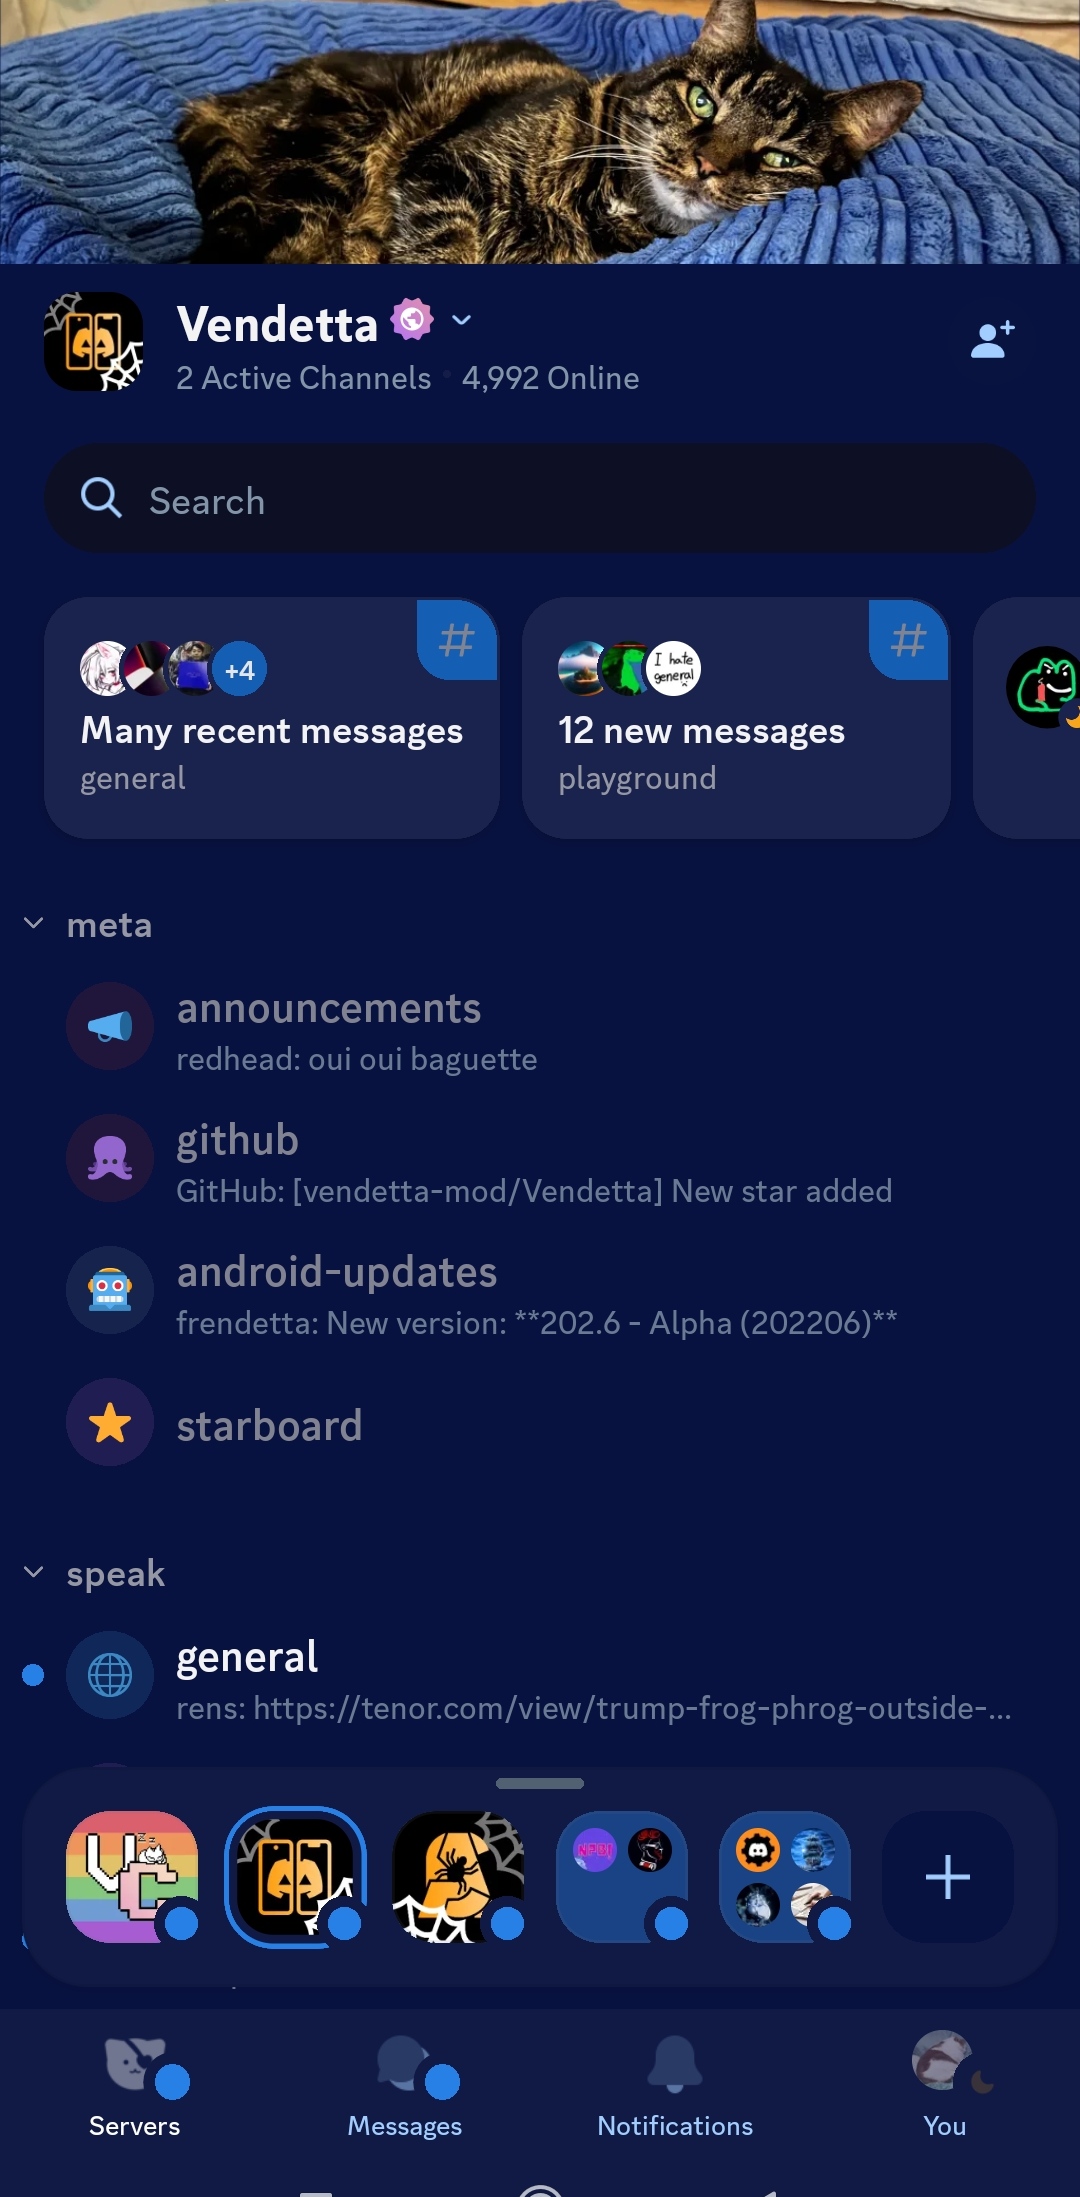 Vendetta
2 Active Channels 4,992 Online
Search
+4
Many recent messages
general
I hate
general
12 new messages
playground
meta
announcements
redhead: oui oui baguette
github
GitHub: [vendetta-mod/Vendetta] New star added
android-updates
frendetta: New version: **202.6 - Alpha (202206)**
starboard
speak
general
rens: https://tenor.com/view/trump-frog-phrog-outside-...
VC
Servers
Messages
Notifications
You